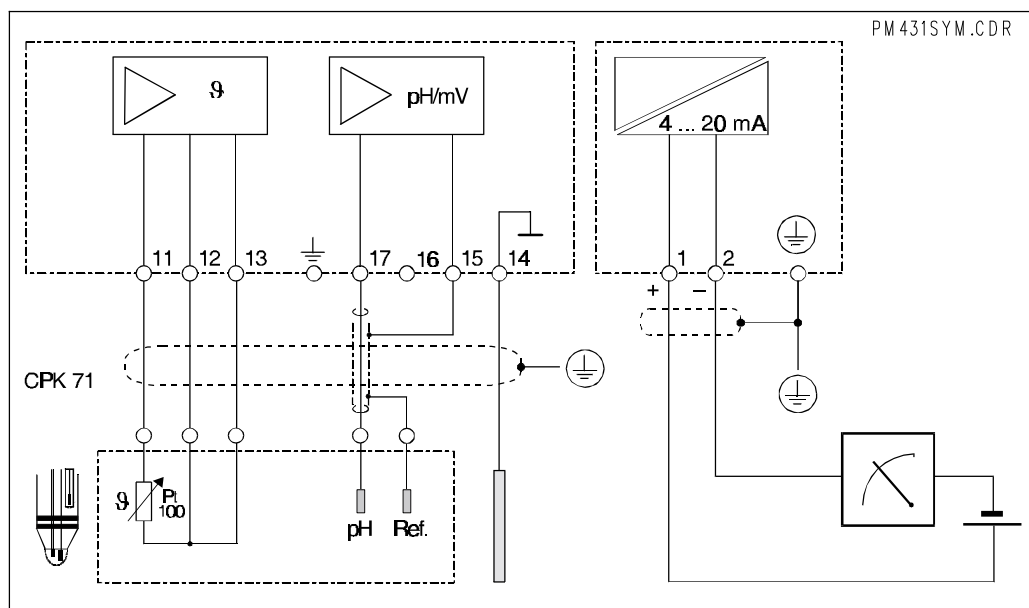 PM431SYM.CDR
ϑ
pH/mV
4 ... 20 mA
11 12 13 17 16 15 14
1 2
+ −
CPK 71
ϑ
Pt
100
pH Ref.